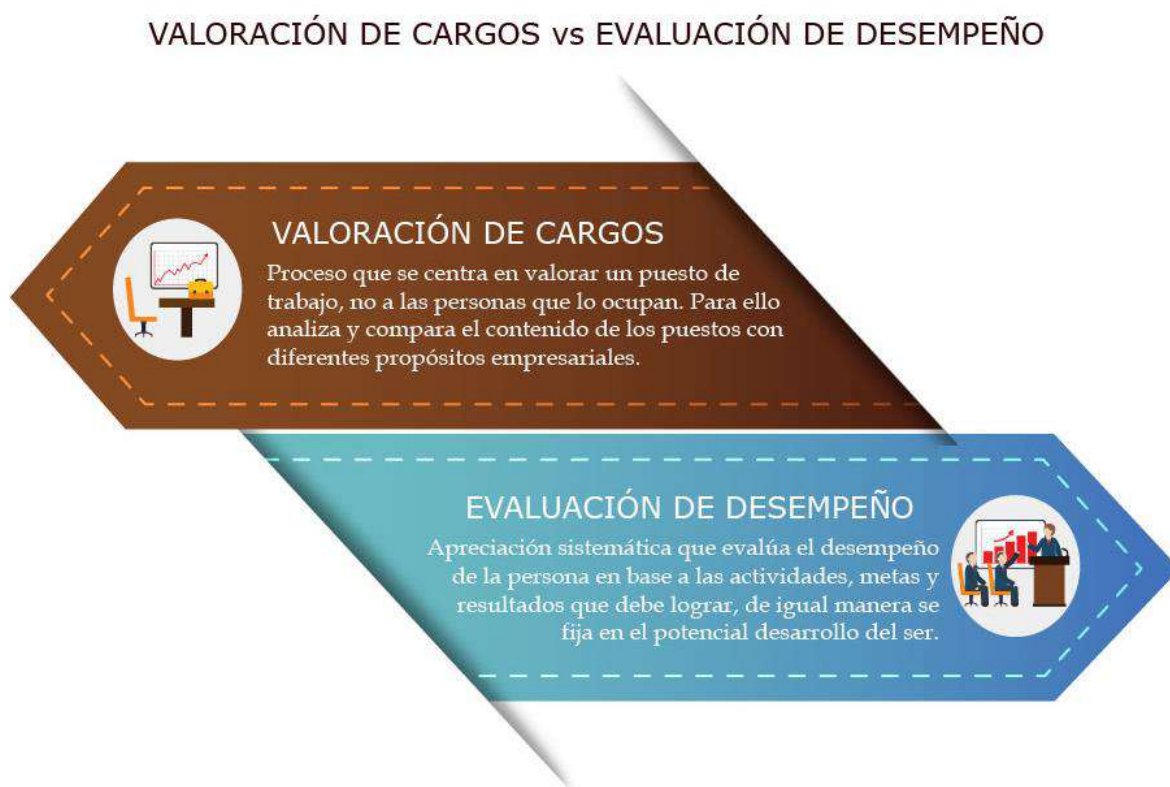 VALORACIÓN DE CARGOS vs EVALUACIÓN DE DESEMPEÑO
VALORACIÓN DE CARGOS
Proceso que se centra en valorar un puesto de
trabajo, no a las personas que lo ocupan. Para ello
analiza y compara el contenido de los puestos con
diferentes propósitos empresariales.
EVALUACIÓN DE DESEMPEÑO
Apreciación sistemática que evalúa el desempeño
de la persona en base a las actividades, metas y
resultados que debe lograr, de igual manera se
fija en el potencial desarrollo del ser.